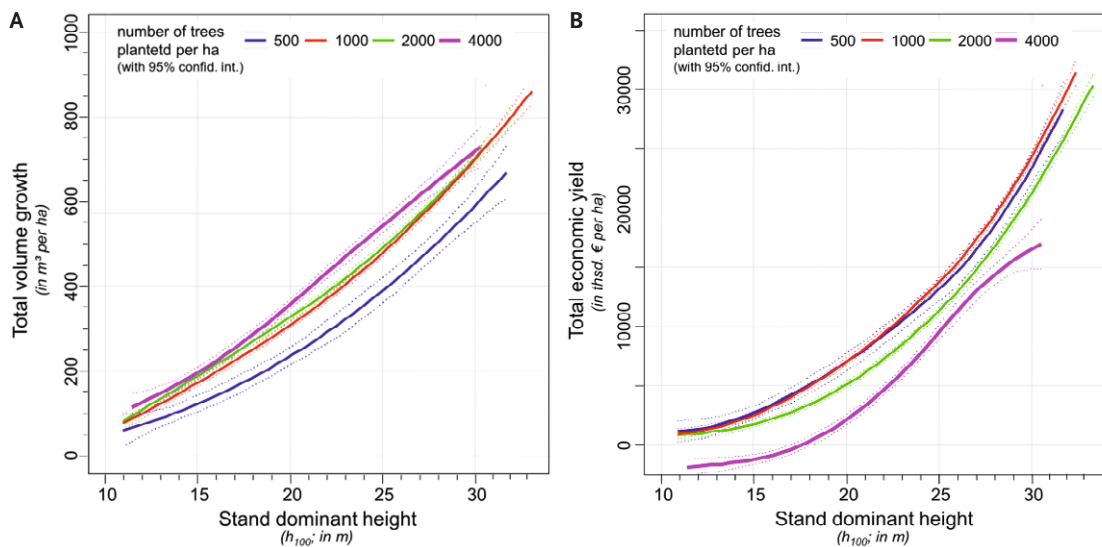 A
number of trees
plantetd per ha
(with 95% confid. int.)
500 1000 2000 4000
Total volume growth
(in m³ per ha)
0 200 400 600 800 1000
10 15 20 25 30
Stand dominant height
(h100; in m)
B
number of trees
plantetd per ha
(with 95% confid. int.)
500 1000 2000 4000
Total economic yield
(in thsd. € per ha)
0 10000 20000 30000
10 15 20 25 30
Stand dominant height
(h100; in m)